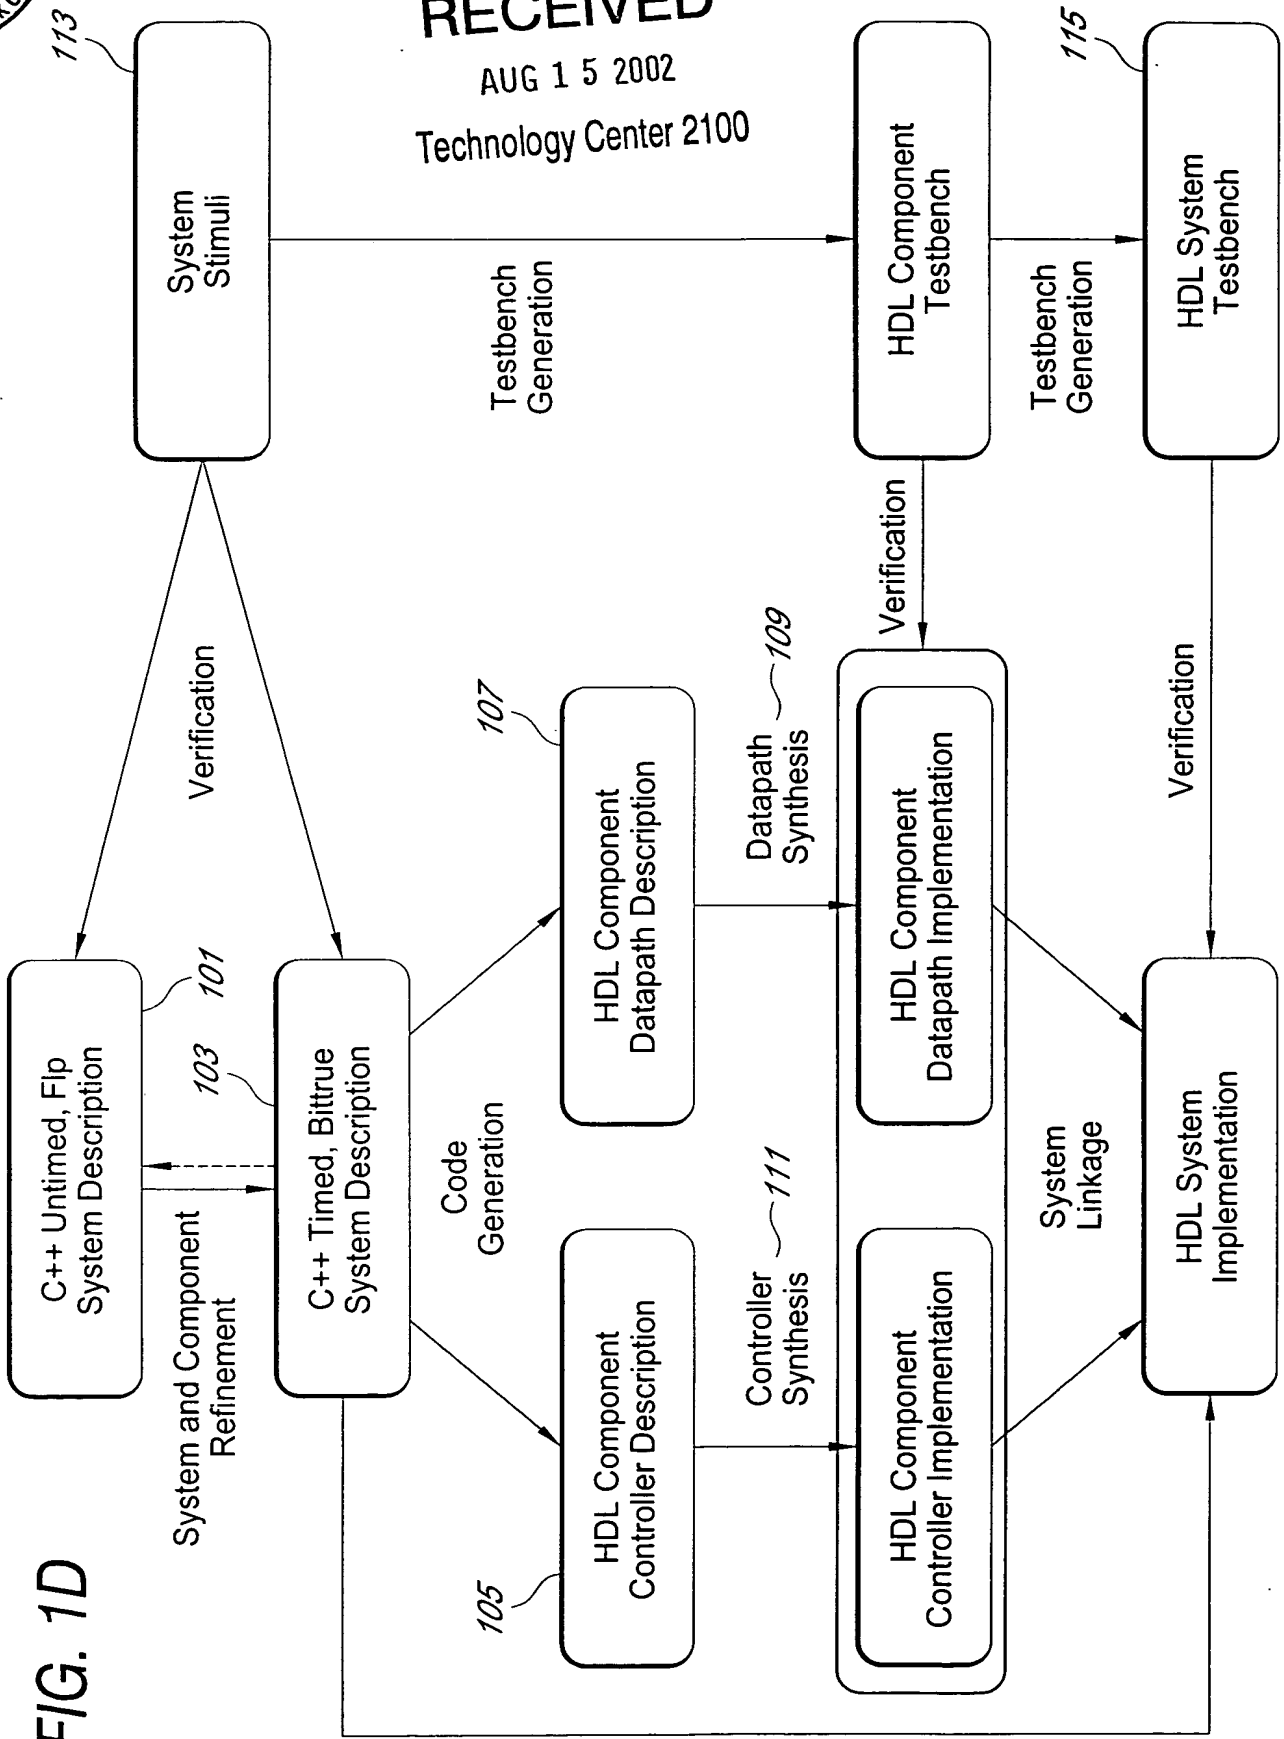 FIG. 1D
RECEIVED
AUG 1 5 2002
Technology Center 2100
C++ Untimed, Flp
System Description
101
System and Component
Refinement
103
C++ Timed, Bittrue
System Description
Verification
System
Stimuli
113
Code
Generation
Testbench
Generation
105
HDL Component
Controller Description
107
HDL Component
Datapath Description
Controller
Synthesis
111
Datapath
Synthesis
109
HDL Component
Controller Implementation
HDL Component
Datapath Implementation
Verification
HDL Component
Testbench
System
Linkage
Testbench
Generation
HDL System
Implementation
Verification
HDL System
Testbench
115